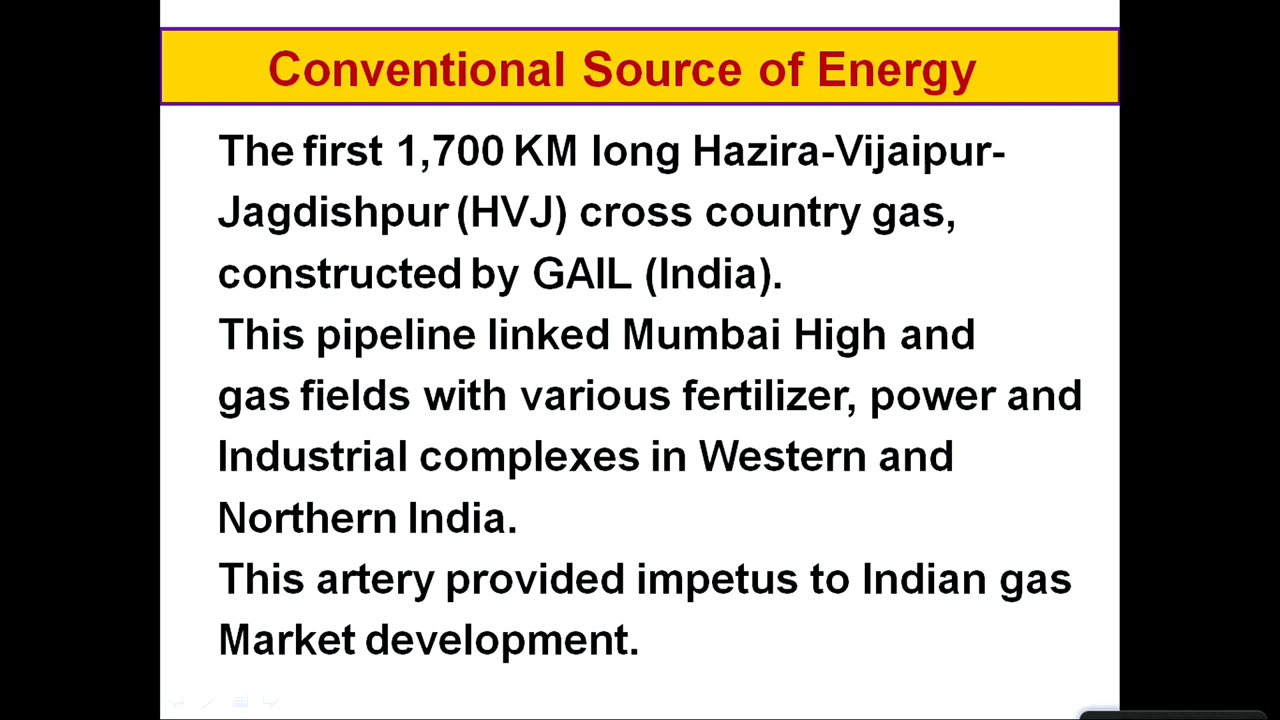 Conventional Source of Energy
The first 1,700 KM long Hazira-Vijaipur-
Jagdishpur (HVJ) cross country gas,
constructed by GAIL (India).
This pipeline linked Mumbai High and
gas fields with various fertilizer, power and
Industrial complexes in Western and
Northern India.
This artery provided impetus to Indian gas
Market development.